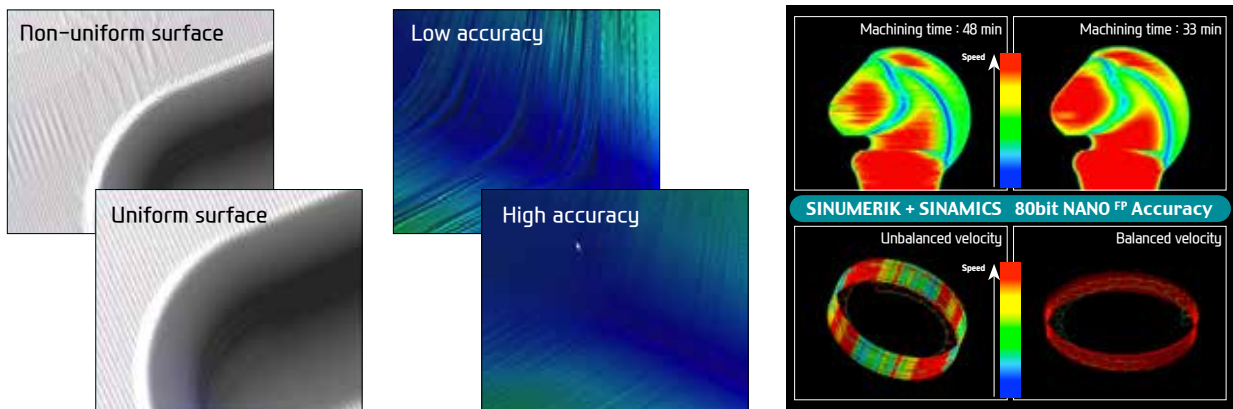 Non-uniform surface
Uniform surface
Low accuracy
High accuracy
Machining time : 48 min
Speed
Machining time : 33 min
SINUMERIK + SINAMICS 80bit NANO FP Accuracy
Unbalanced velocity
Speed
Balanced velocity